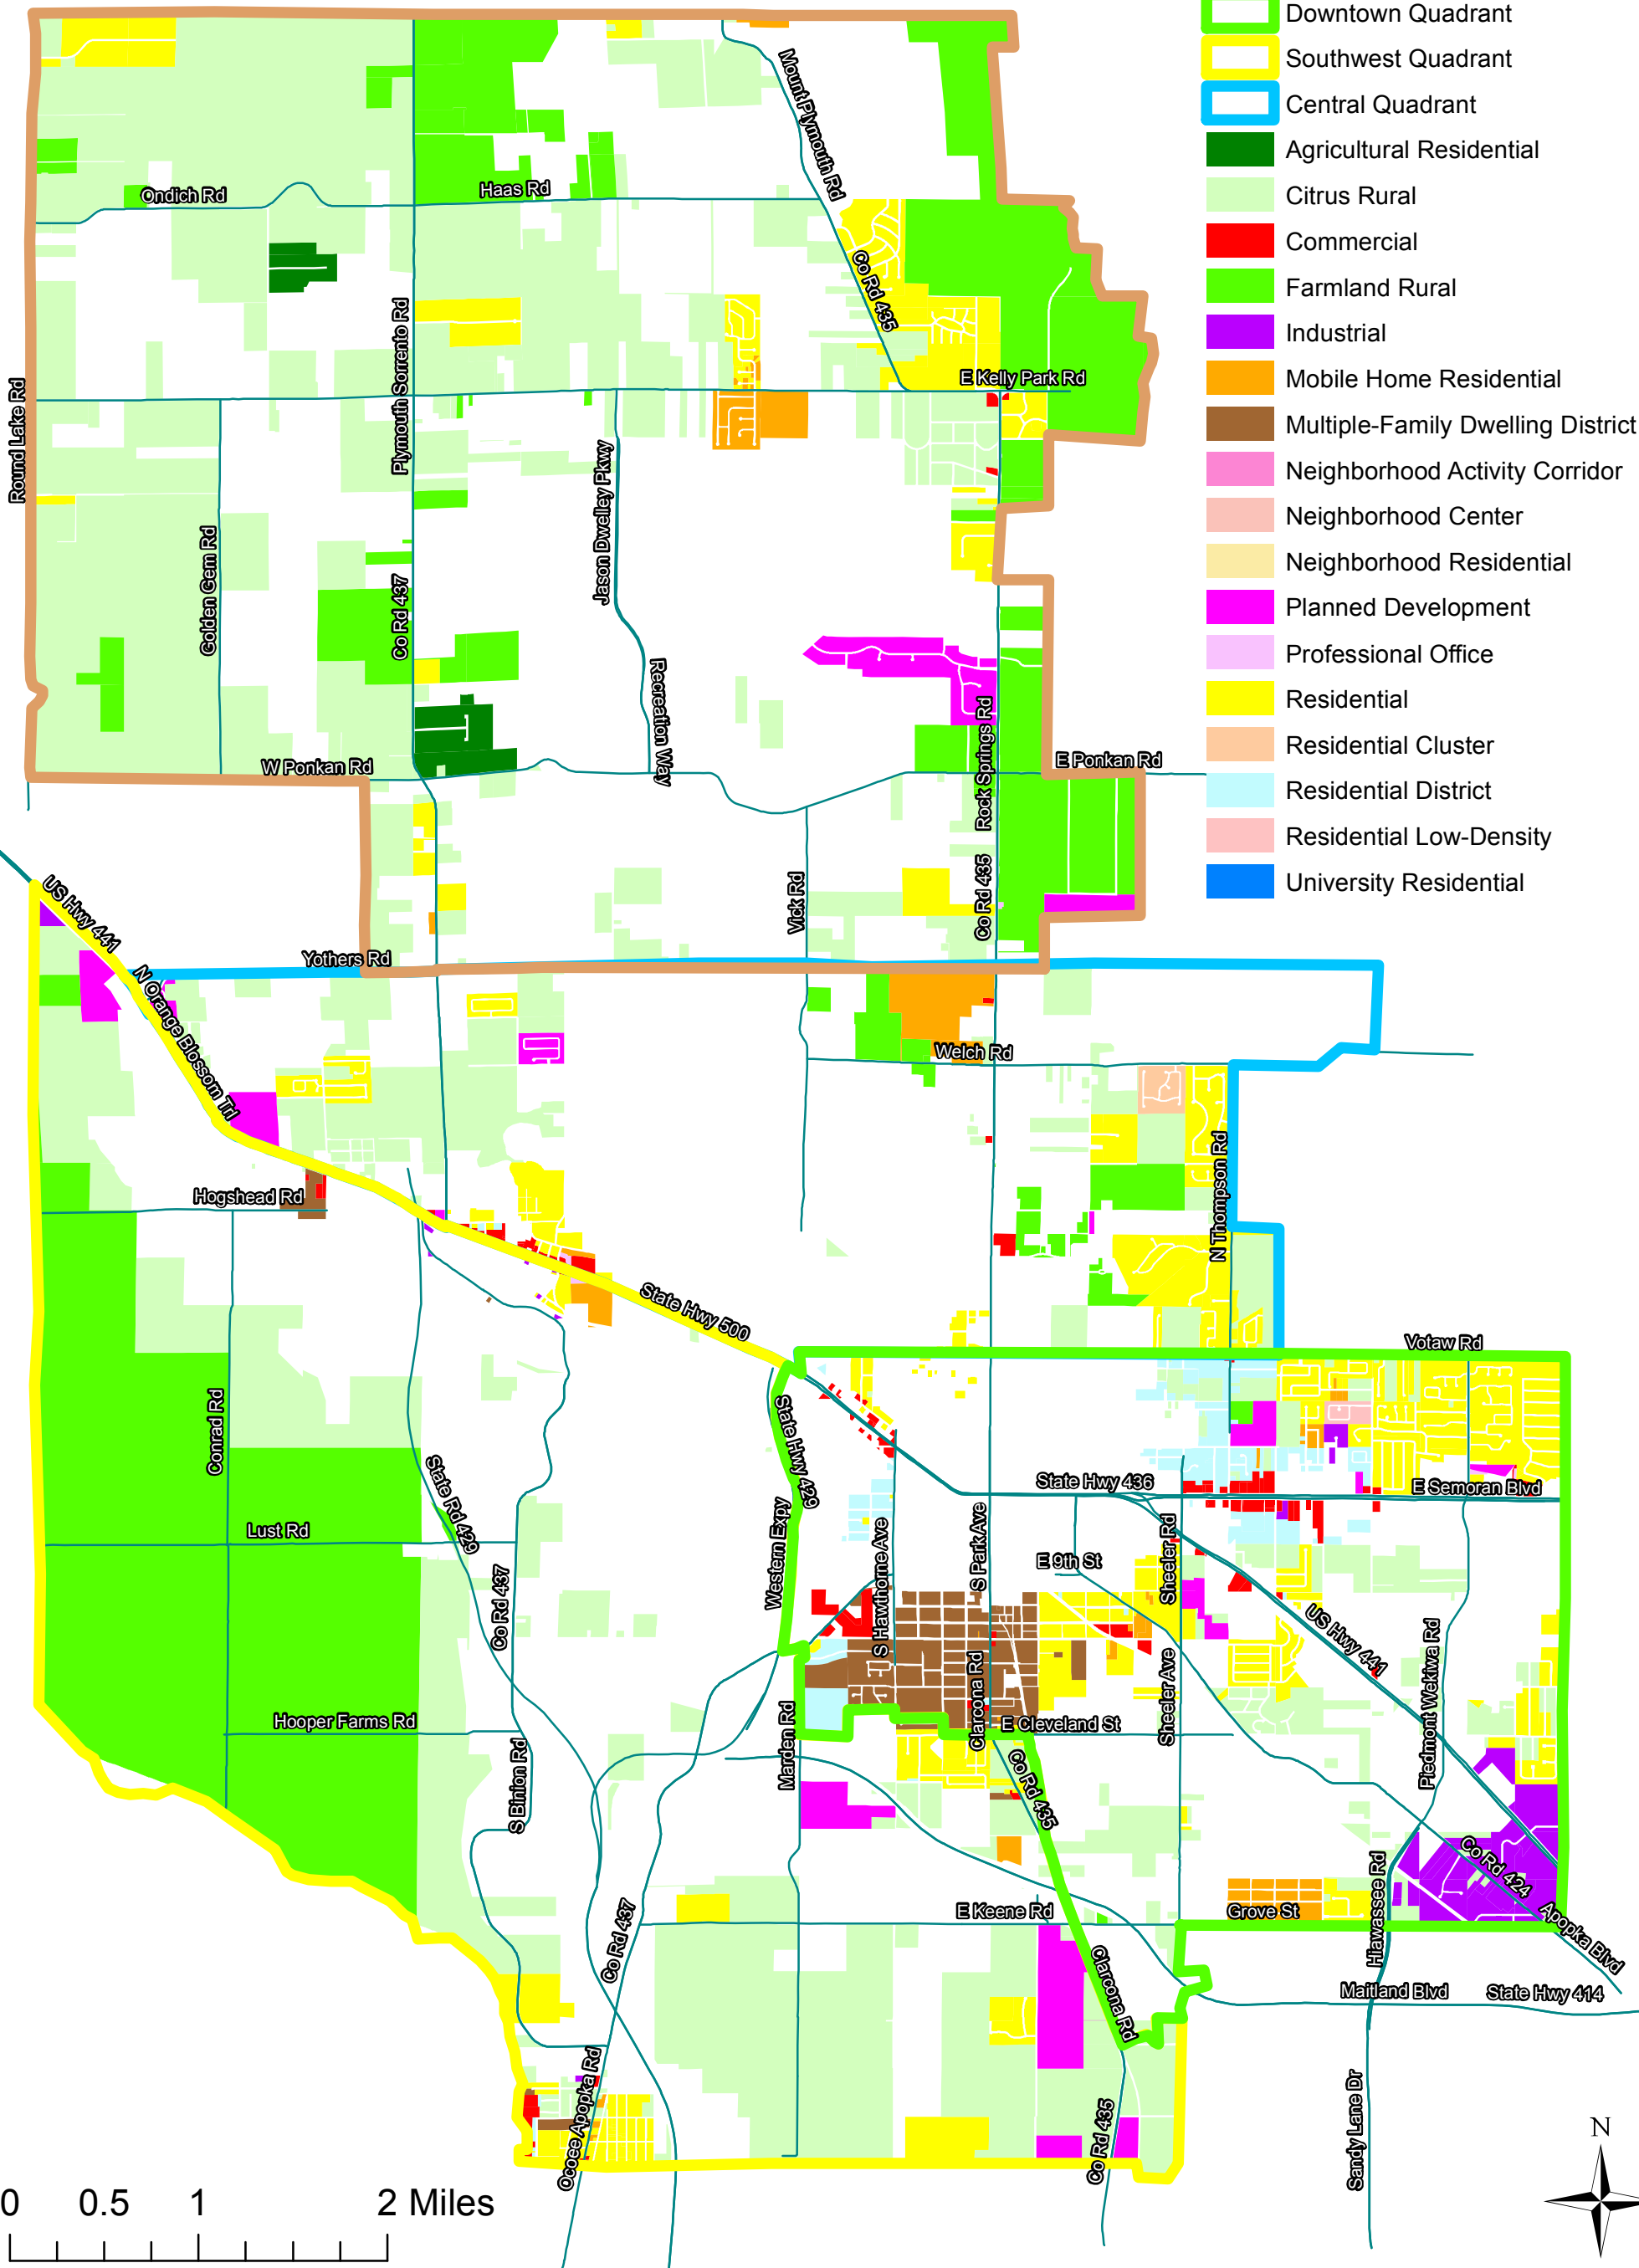 Downtown Quadrant
Southwest Quadrant
Central Quadrant
Agricultural Residential
Citrus Rural
Commercial
Farmland Rural
Industrial
Mobile Home Residential
Multiple-Family Dwelling District
Neighborhood Activity Corridor
Neighborhood Center
Neighborhood Residential
Planned Development
Professional Office
Residential
Residential Cluster
Residential District
Residential Low-Density
University Residential
Mount Plymouth Rd
Ondich Rd
Haas Rd
Co Rd 435
Plymouth Sorrento Rd
E Kelly Park Rd
Round Lake Rd
Jason Dwelley Pkwy
Golden Gem Rd
Co Rd 437
Recreation Way
Rock Springs Rd
W Ponkan Rd
E Ponkan Rd
Vick Rd
Co Rd 435
US Hwy 441
Yothers Rd
N Orange Blossom Trl
Welch Rd
N Thompson Rd
Hogshead Rd
State Hwy 500
Votaw Rd
Conrad Rd
State Hwy 429
State Rd 429
State Hwy 436
E Semoran Blvd
Lust Rd
Western Expy
S Hawthorne Ave
S Park Ave
E 9th St
Sheeler Rd
Co Rd 437
US Hwy 441
Clarcona Rd
Sheeler Ave
Piedmont Wekiwa Rd
Hooper Farms Rd
E Cleveland St
Marden Rd
S Binion Rd
Co Rd 435
Co Rd 424
Hiawassee Rd
E Keene Rd
Grove St
Apopka Blvd
Co Rd 437
Clarcona Rd
Maitland Blvd
State Hwy 414
Ocoee Apopka Rd
Co Rd 435
Sandy Lane Dr
N
0 0.5 1 2 Miles